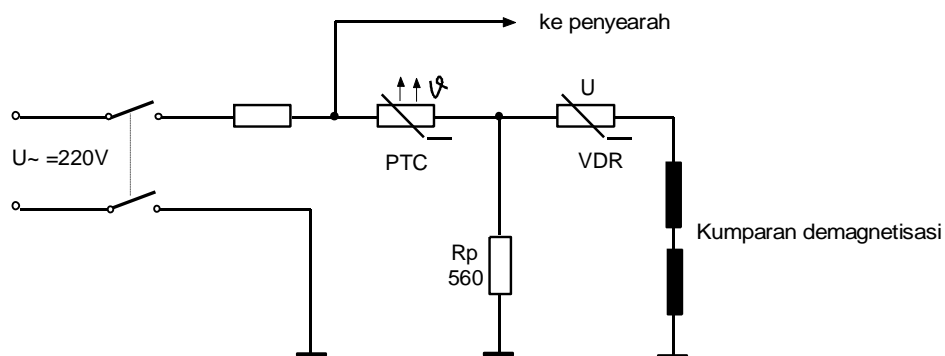 ke penyearah
ϑ
U
U~ =220V
PTC
VDR
Rp
560
Kumparan demagnetisasi